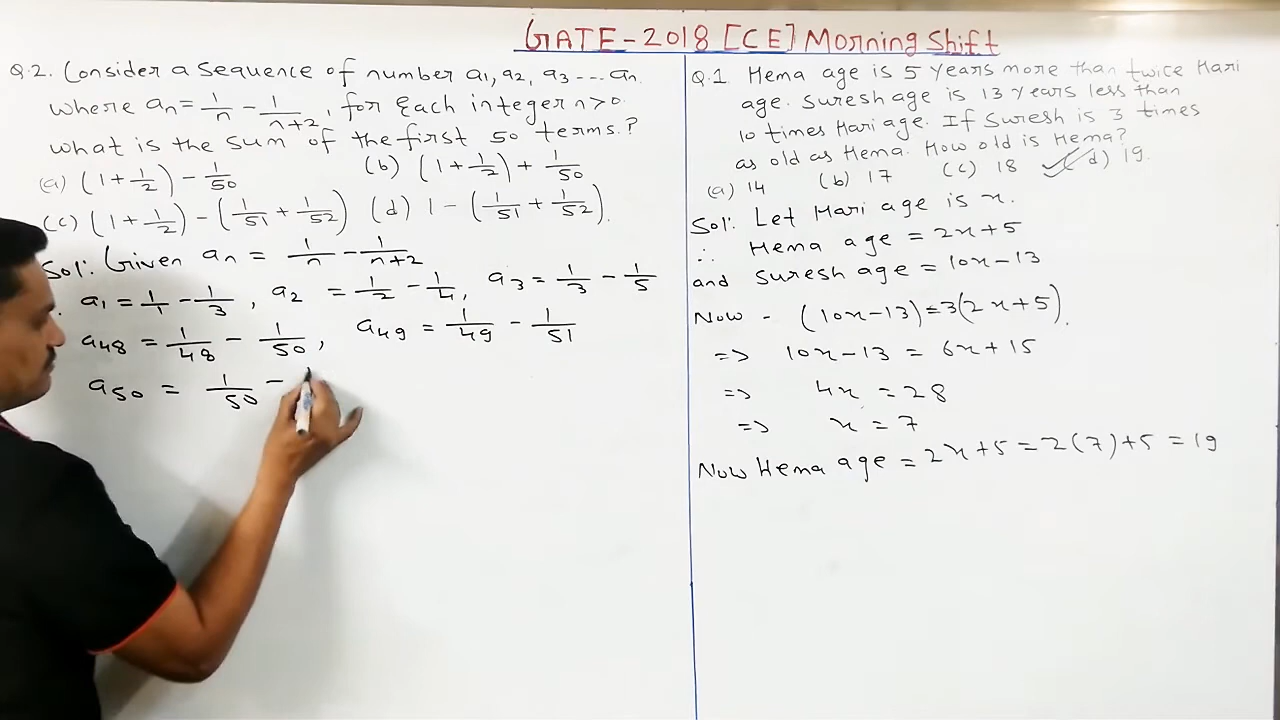 GATE-2018 [CE] Morning Shift
Q.2. Consider a sequence of number a₁, a₂, a₃ --- aₙ.
where aₙ = 1/n - 1/(n+2), for each integer n>0.
what is the sum of the first 50 terms.?
(a) (1+1/2) - 1/50 (b) (1+1/2) + 1/50
(c) (1+1/2) - (1/51 + 1/52) (d) 1 - (1/51 + 1/52).
Sol: Given aₙ = 1/n - 1/(n+2)
a₁ = 1/1 - 1/3, a₂ = 1/2 - 1/4, a₃ = 1/3 - 1/5
a₄₈ = 1/48 - 1/50, a₄₉ = 1/49 - 1/51
a₅₀ = 1/50 -
Q.1. Hema age is 5 years more than twice Hari
age. Suresh age is 13 years less than
10 times Hari age. If Suresh is 3 times
as old as Hema. How old is Hema?
(a) 14 (b) 17 (c) 18 ✓(d) 19.
Sol: Let Hari age is x.
∴ Hema age = 2x+5
and Suresh age = 10x-13
Now - (10x-13)=3(2x+5).
=> 10x-13 = 6x+15
=> 4x = 28
=> x = 7
Now Hema age = 2x+5 = 2(7)+5 = 19